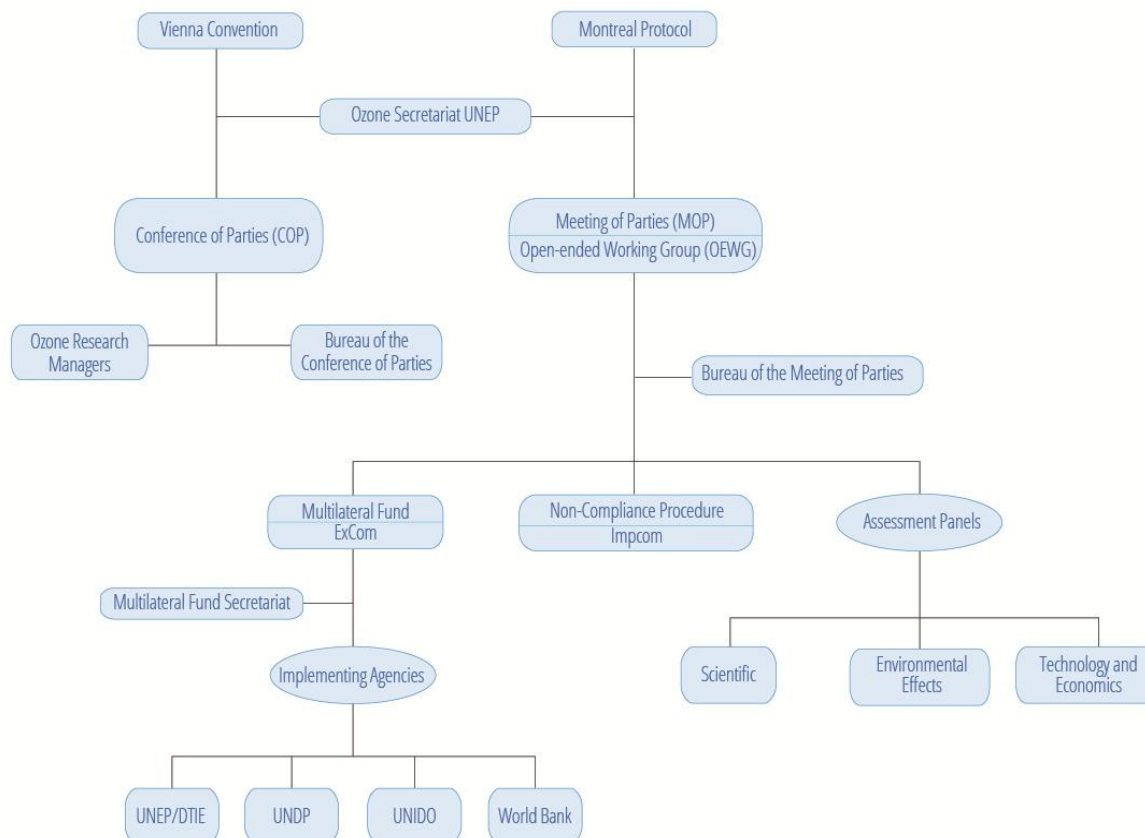 Vienna Convention
Montreal Protocol
Ozone Secretariat UNEP
Conference of Parties (COP)
Meeting of Parties (MOP)
Open-ended Working Group (OEWG)
Ozone Research
Managers
Bureau of the
Conference of Parties
Bureau of the Meeting of Parties
Multilateral Fund
ExCom
Non-Compliance Procedure
Impcom
Assessment Panels
Multilateral Fund Secretariat
Implementing Agencies
Scientific
Environmental
Effects
Technology and
Economics
UNEP/DTIE
UNDP
UNIDO
World Bank